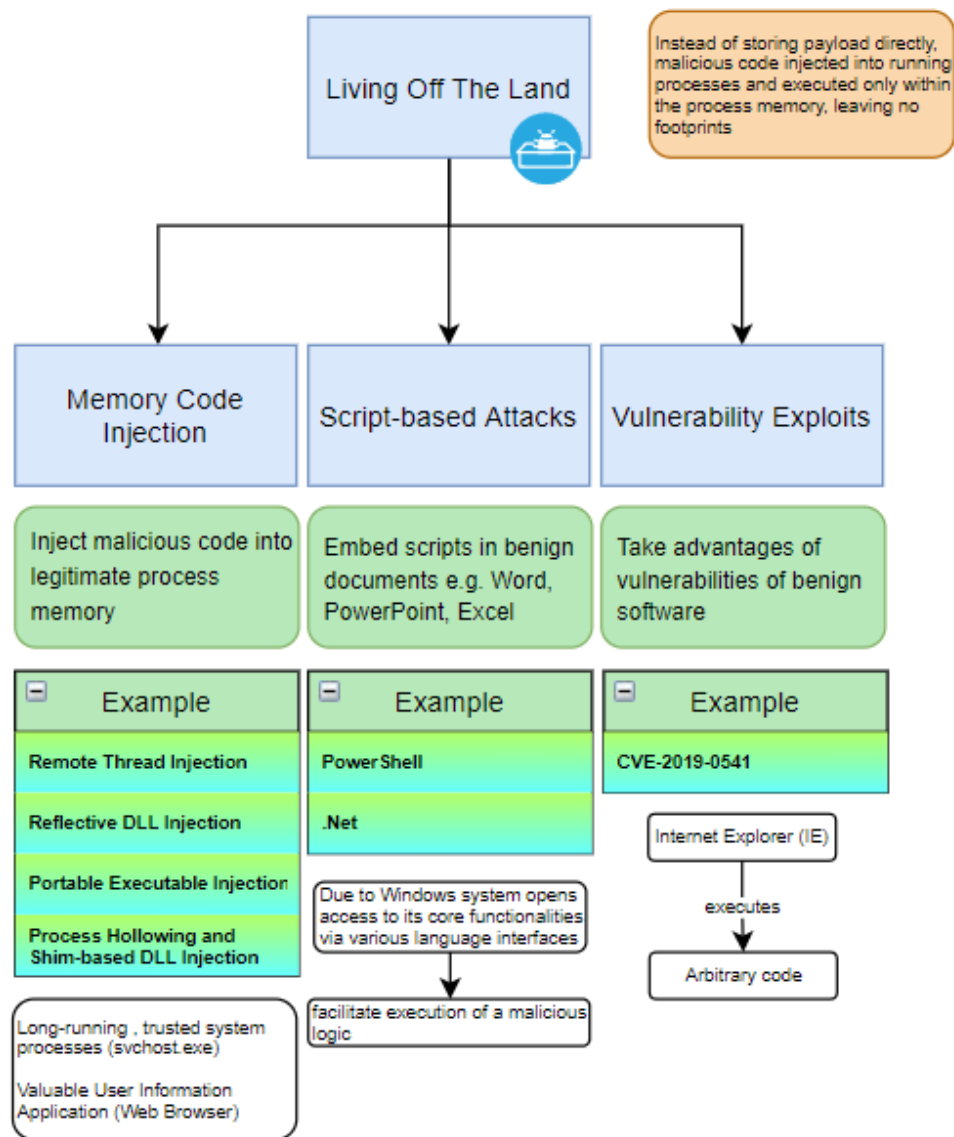 Living Off The Land
Instead of storing payload directly,
malicious code injected into running
processes and executed only within
the process memory, leaving no
footprints
Memory Code
Injection
Script-based Attacks
Vulnerability Exploits
Inject malicious code into
legitimate process
memory
Embed scripts in benign
documents e.g. Word,
PowerPoint, Excel
Take advantages of
vulnerabilities of benign
software
Example
Remote Thread Injection
Reflective DLL Injection
Portable Executable Injection
Process Hollowing and
Shim-based DLL Injection
Long-running , trusted system
processes (svchost.exe)
Valuable User Information
Application (Web Browser)
Example
PowerShell
.Net
Due to Windows system opens
access to its core functionalities
via various language interfaces
facilitate execution of a malicious
logic
Example
CVE-2019-0541
Internet Explorer (IE)
executes
Arbitrary code